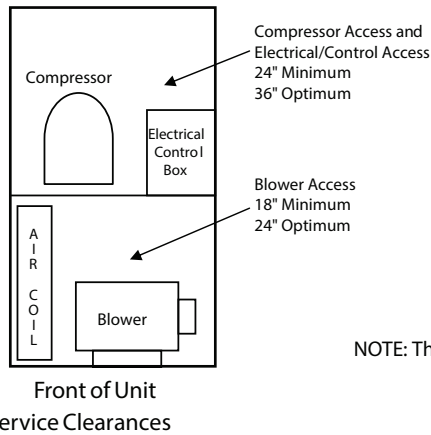 Compressor Access and
Electrical/Control Access
24" Minimum
36" Optimum
Compressor
Electrical
Control
Box
Blower Access
18" Minimum
24" Optimum
A
I
R
C
O
I
L
Blower
NOTE: Th
Front of Unit
ervice Clearances